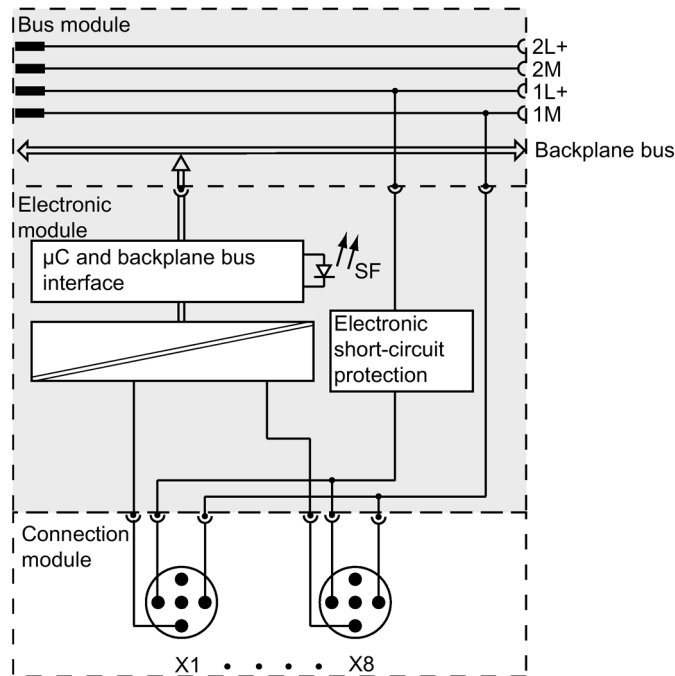 Bus module
2L+
2M
1L+
1M
Backplane bus
Electronic
module
µC and backplane bus
interface
SF
Electronic
short-circuit
protection
Connection
module
X1 • • • • X8